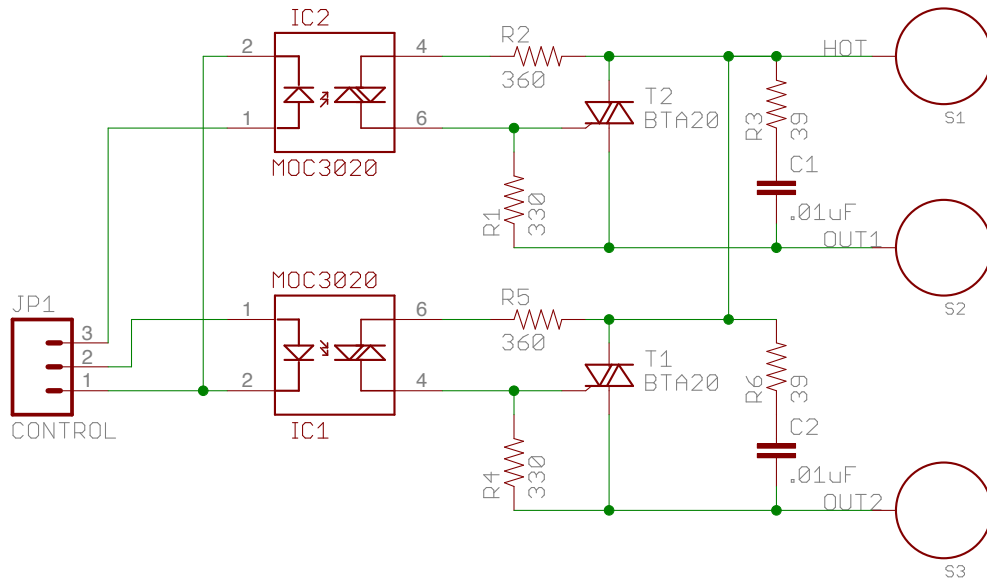 IC2
2
4
R2
360
HOT
S1
1
6
T2
BTA20
R3
39
MOC3020
R1
330
C1
.01uF
OUT1
S2
MOC3020
JP1
3
2
1
CONTROL
1
6
R5
360
2
4
T1
BTA20
R6
39
IC1
R4
330
C2
.01uF
OUT2
S3